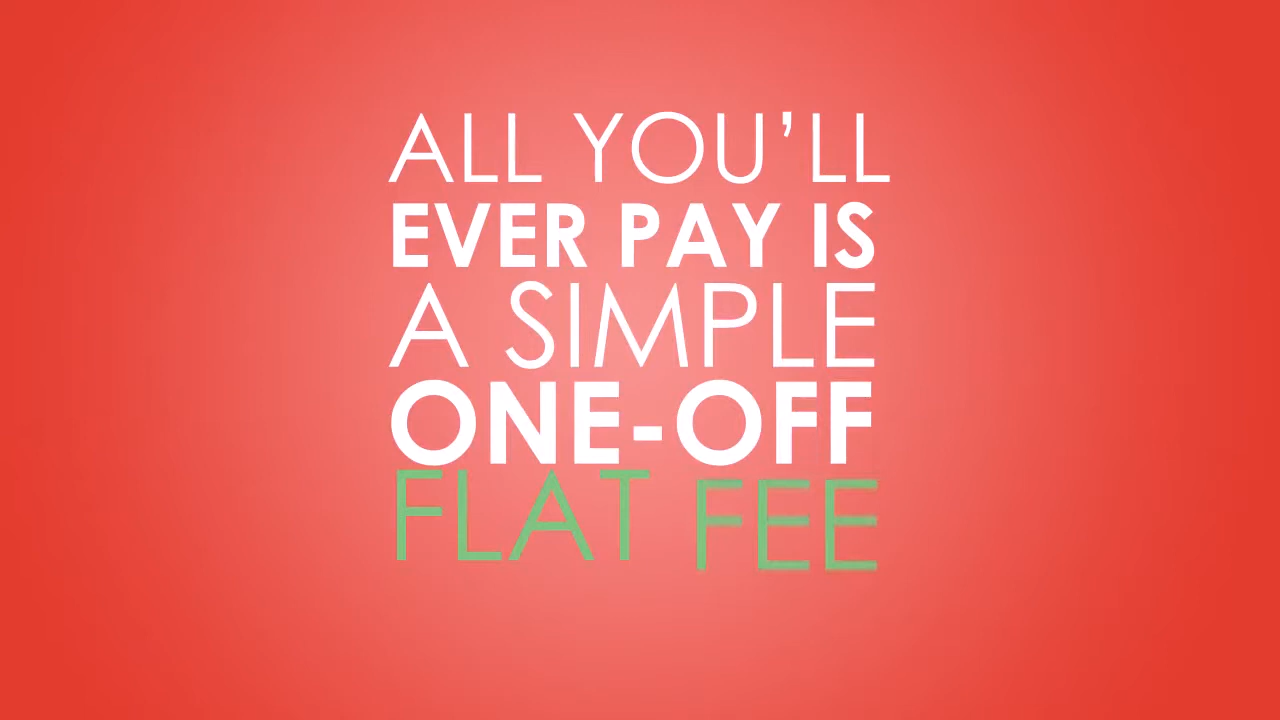 ALL YOU'LL
EVER PAY IS
A SIMPLE
ONE-OFF
FLAT FEE